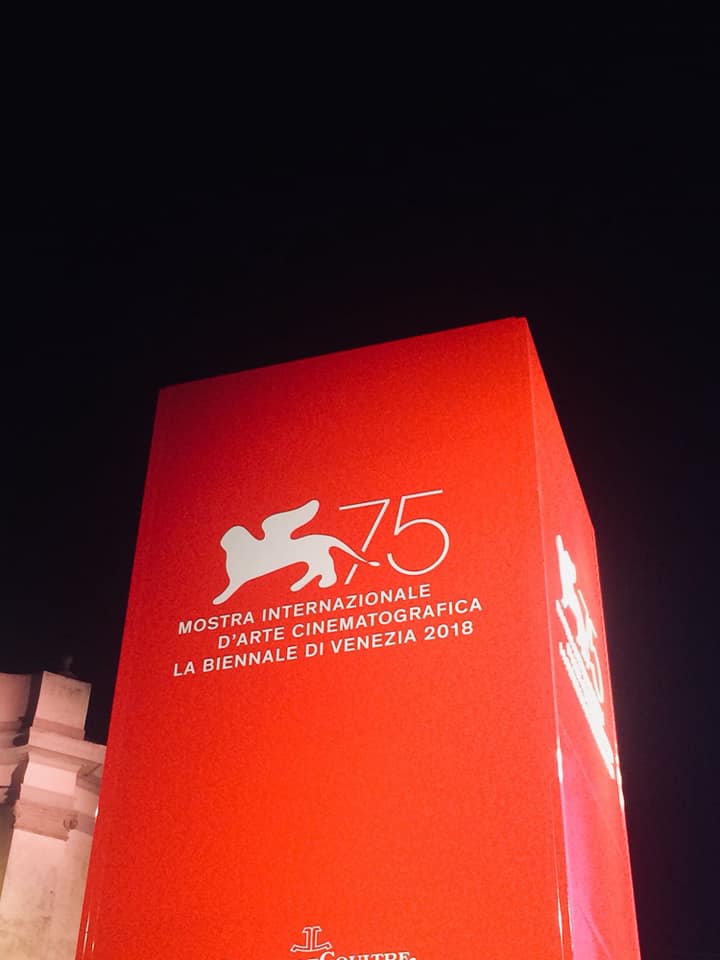 75
MOSTRA INTERNAZIONALE
D'ARTE CINEMATOGRAFICA
LA BIENNALE DI VENEZIA 2018